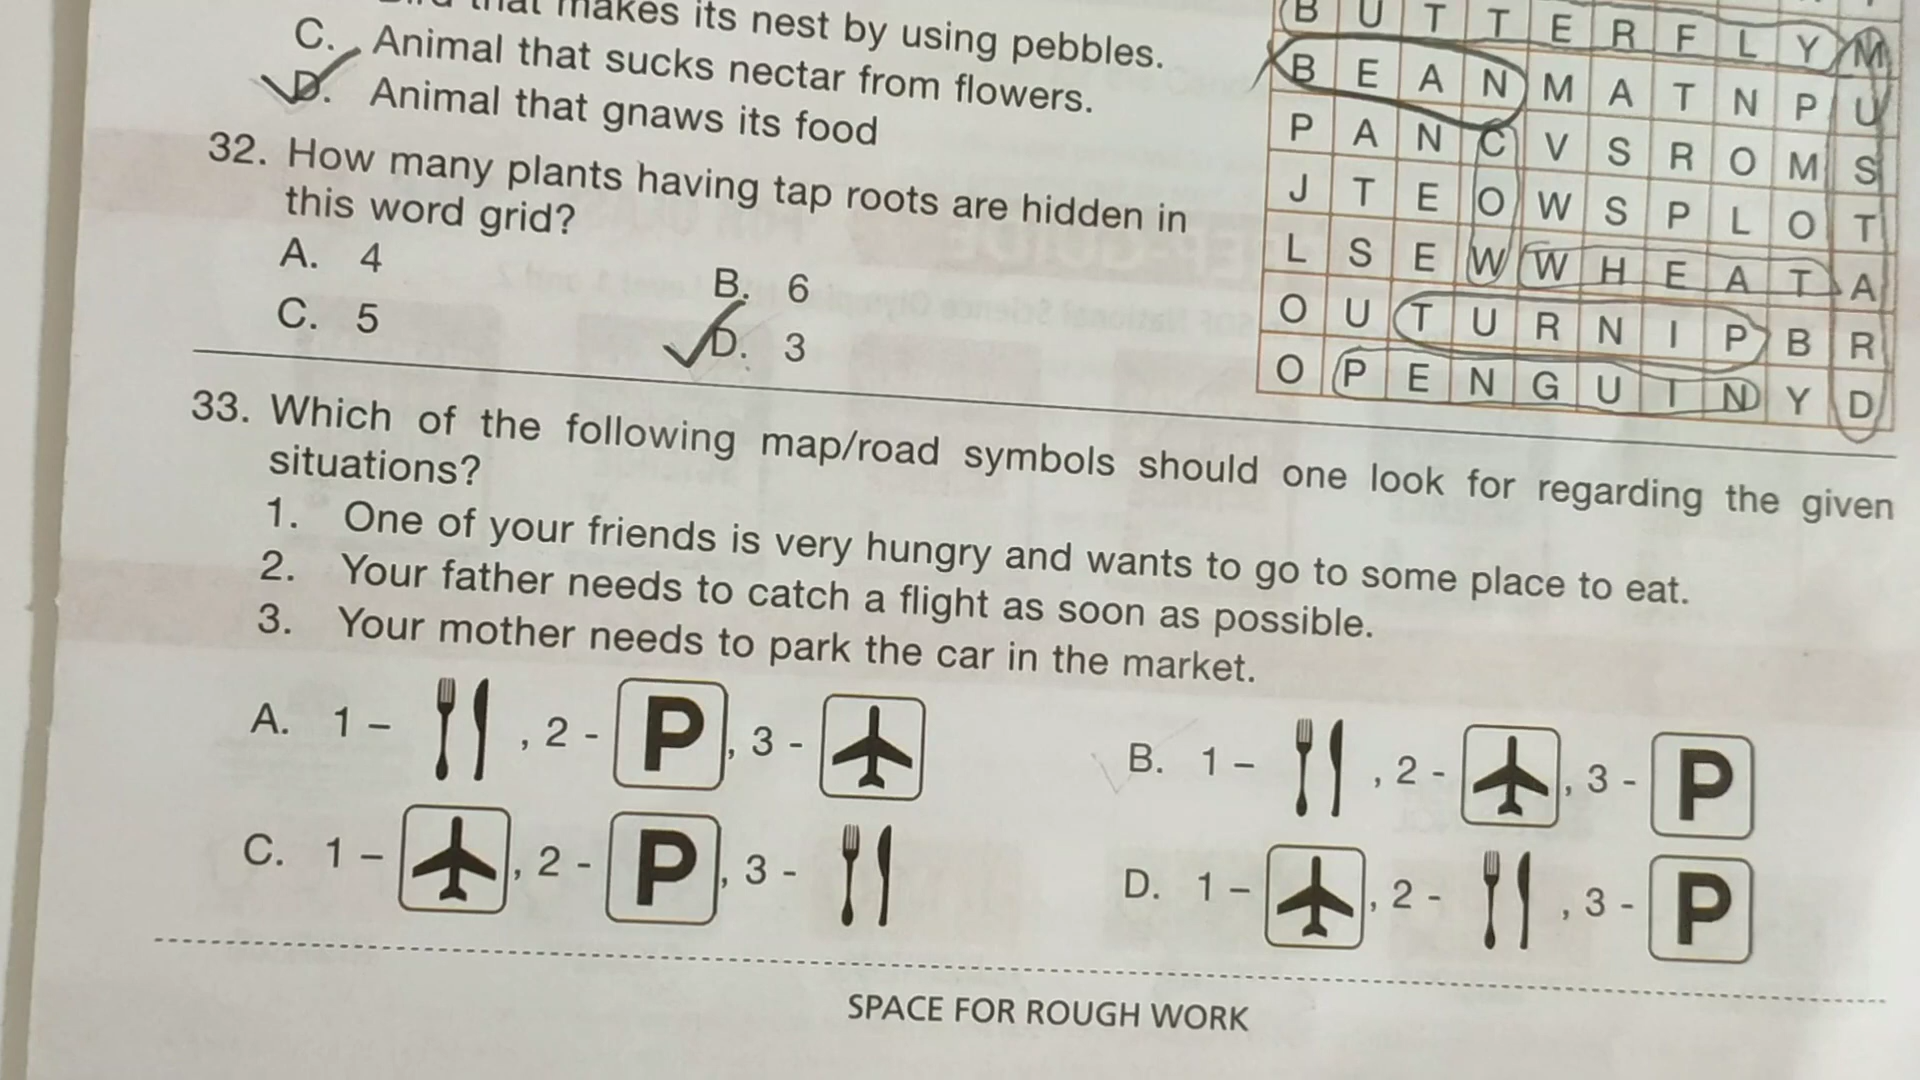 that makes its nest by using pebbles.
C. Animal that sucks nectar from flowers.
D. Animal that gnaws its food
32. How many plants having tap roots are hidden in
this word grid?
A. 4
B. 6
C. 5
D. 3
B U T T E R F L Y M
B E A N M A T N P U
P A N C V S R O M S
J T E O W S P L O T
L S E W W H E A T A
O U T U R N I P B R
O P E N G U I N Y D
33. Which of the following map/road symbols should one look for regarding the given
situations?
1. One of your friends is very hungry and wants to go to some place to eat.
2. Your father needs to catch a flight as soon as possible.
3. Your mother needs to park the car in the market.
A. 1 – , 2 - P, 3 -
B. 1 – , 2 - , 3 - P
C. 1 – , 2 - P, 3 -
D. 1 – , 2 - , 3 - P
SPACE FOR ROUGH WORK